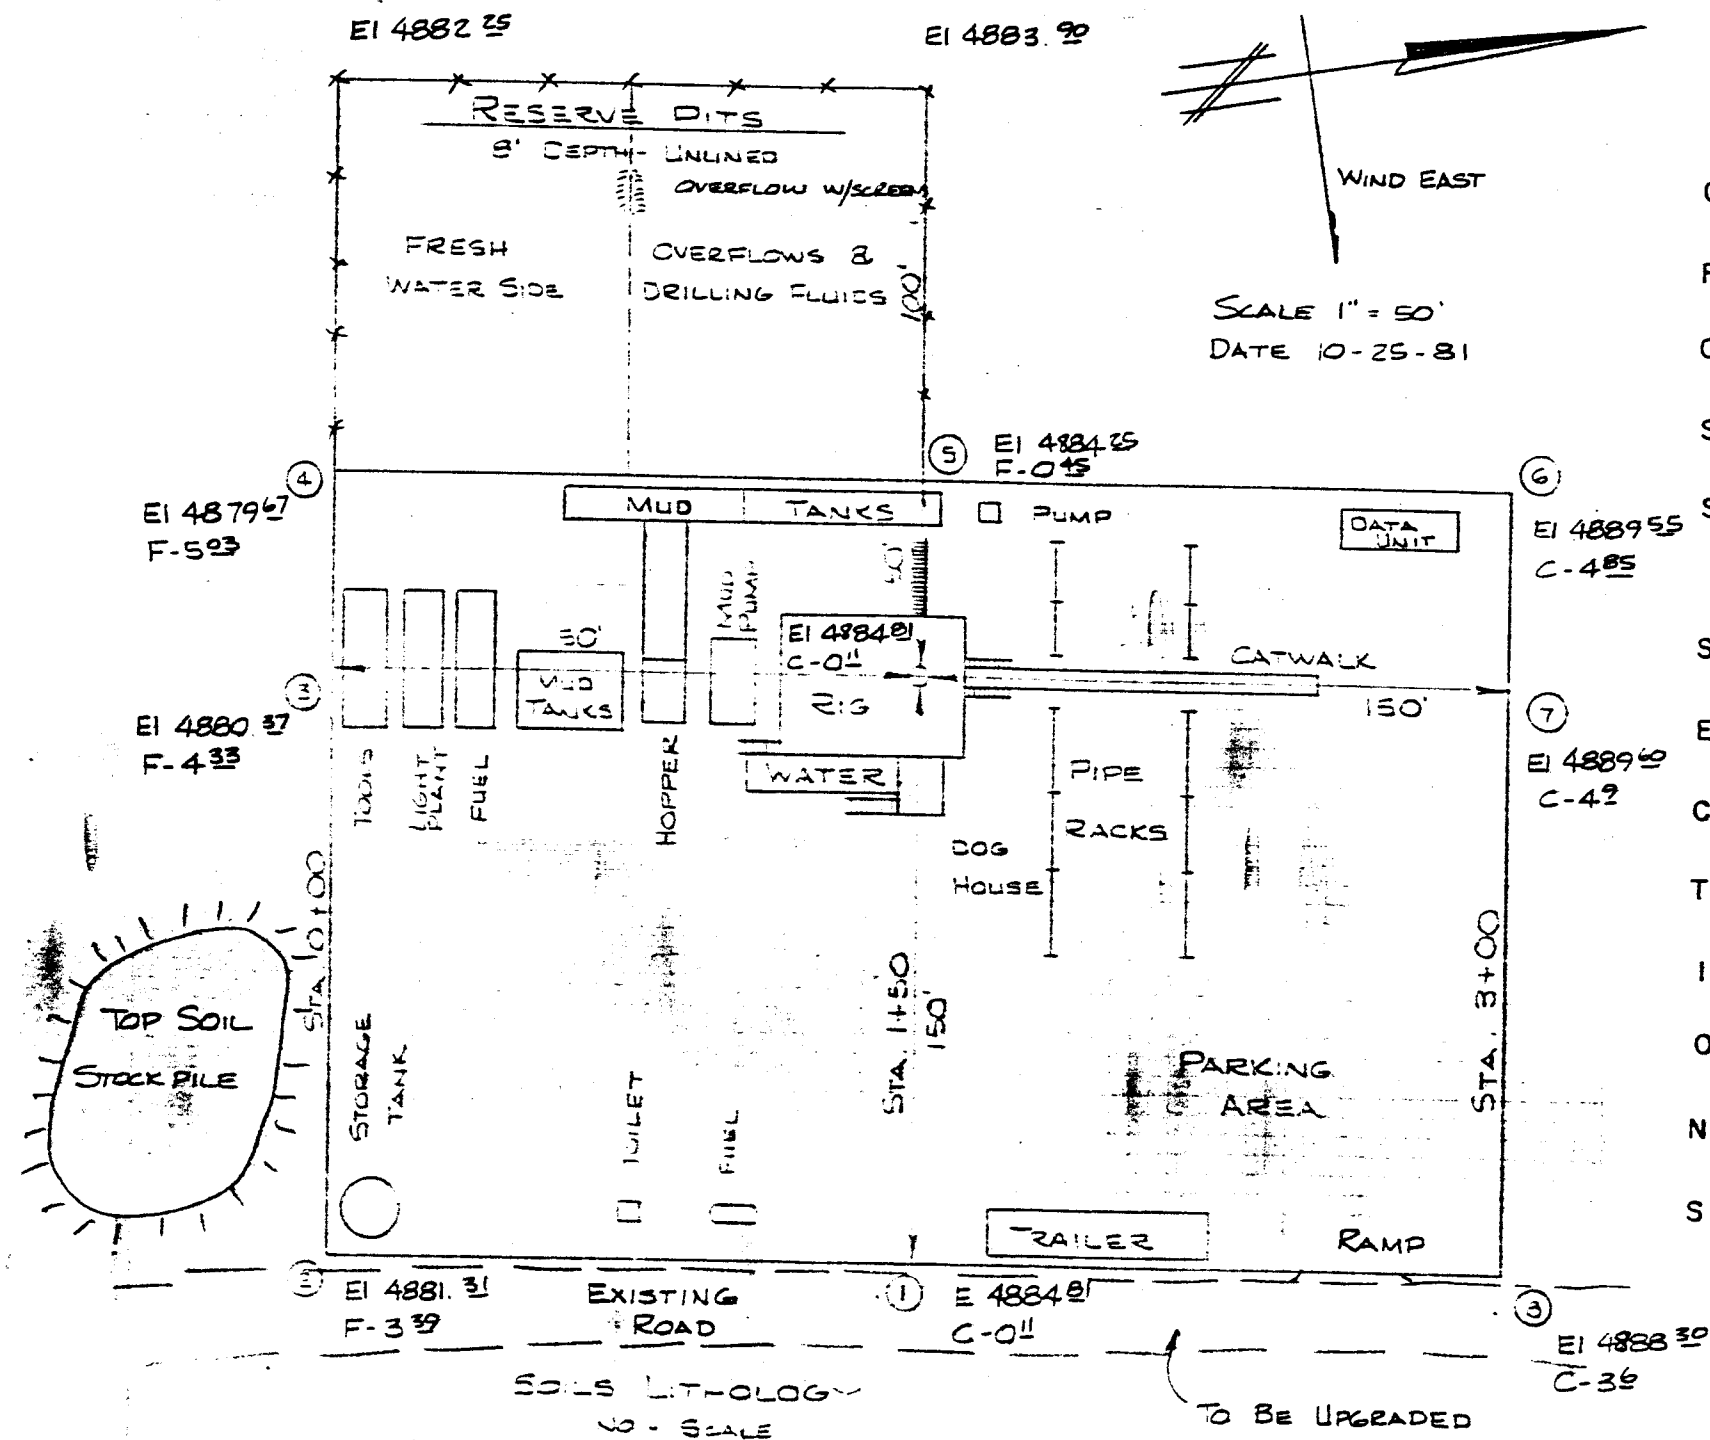 El 4882 25
El 4883. 90
RESERVE PITS
8' DEPTH - UNLINED
OVERFLOW W/SCREEN
FRESH
WATER SIDE
OVERFLOWS &
DRILLING FLUIDS
100'
WIND EAST
SCALE 1" = 50'
DATE 10-25-81
4
El 4879 67
F-5 03
5
El 4884 25
F-0 45
6
El 4889 55
C-4 85
MUD TANKS
PUMP
DATA
UNIT
MUD
PUMP
50'
MUD
TANKS
El 4884 81
C-0 11
RIG
CATWALK
150'
El 4880.37
F-4 33
7
El 4889 60
C-4 9
TOOLS
LIGHT
PLANT
FUEL
HOPPER
WATER
PIPE
RACKS
DOG
HOUSE
TOP SOIL
STOCKPILE
STA. 0+00
STORAGE
TANK
TOILET
FUEL
STA. 1+50
150'
PARKING
AREA
STA. 3+00
TRAILER
RAMP
El 4881. 31
F-3 39
EXISTING
ROAD
1
E 4884 81
C-0 11
3
El 4888 30
C-3 6
SOILS LITHOLOGY
NO - SCALE
TO BE UPGRADED
S
S
S
E
C
T
I
O
N
S